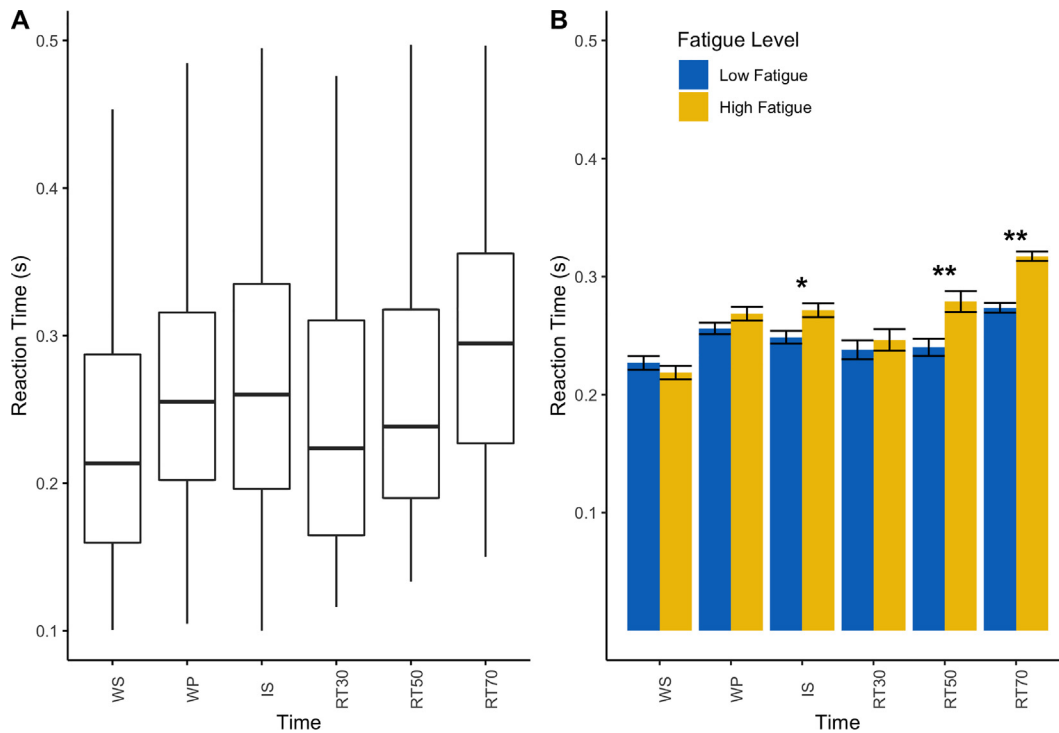 A
Reaction Time (s)
0.5
0.4
0.3
0.2
0.1
WS
WP
IS
RT30
RT50
RT70
Time
B
Fatigue Level
Low Fatigue
High Fatigue
Reaction Time (s)
0.5
0.4
0.3
0.2
0.1
*
**
**
WS
WP
IS
RT30
RT50
RT70
Time